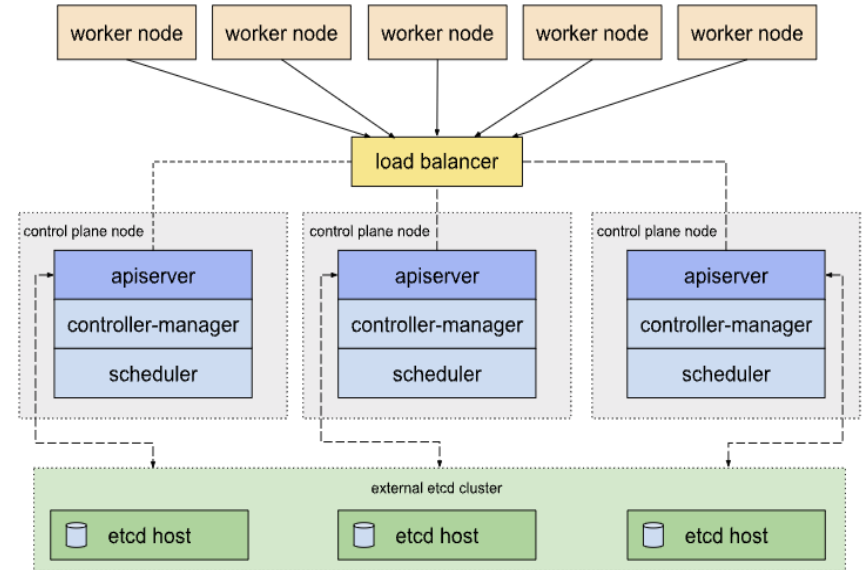 worker node
worker node
worker node
worker node
worker node
load balancer
control plane node
control plane node
control plane node
apiserver
apiserver
apiserver
controller-manager
controller-manager
controller-manager
scheduler
scheduler
scheduler
external etcd cluster
etcd host
etcd host
etcd host